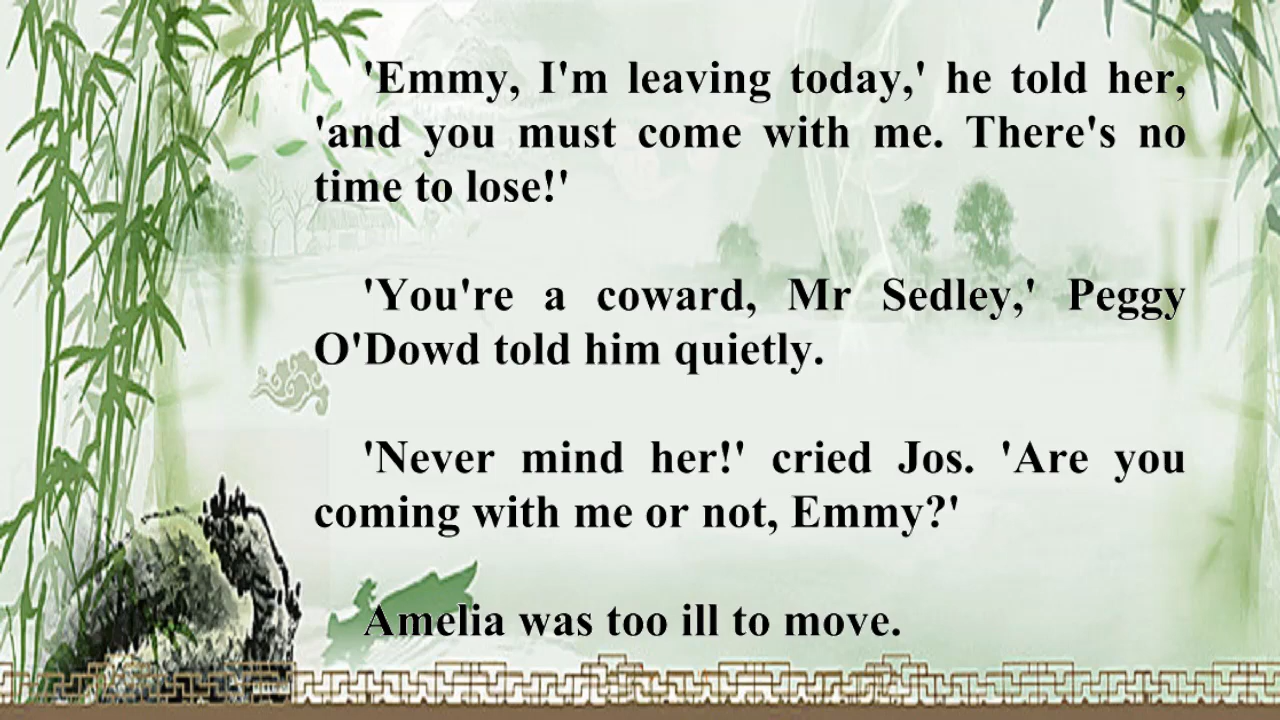 'Emmy, I'm leaving today,' he told her,
'and you must come with me. There's no
time to lose!'
'You're a coward, Mr Sedley,' Peggy
O'Dowd told him quietly.
'Never mind her!' cried Jos. 'Are you
coming with me or not, Emmy?'
Amelia was too ill to move.